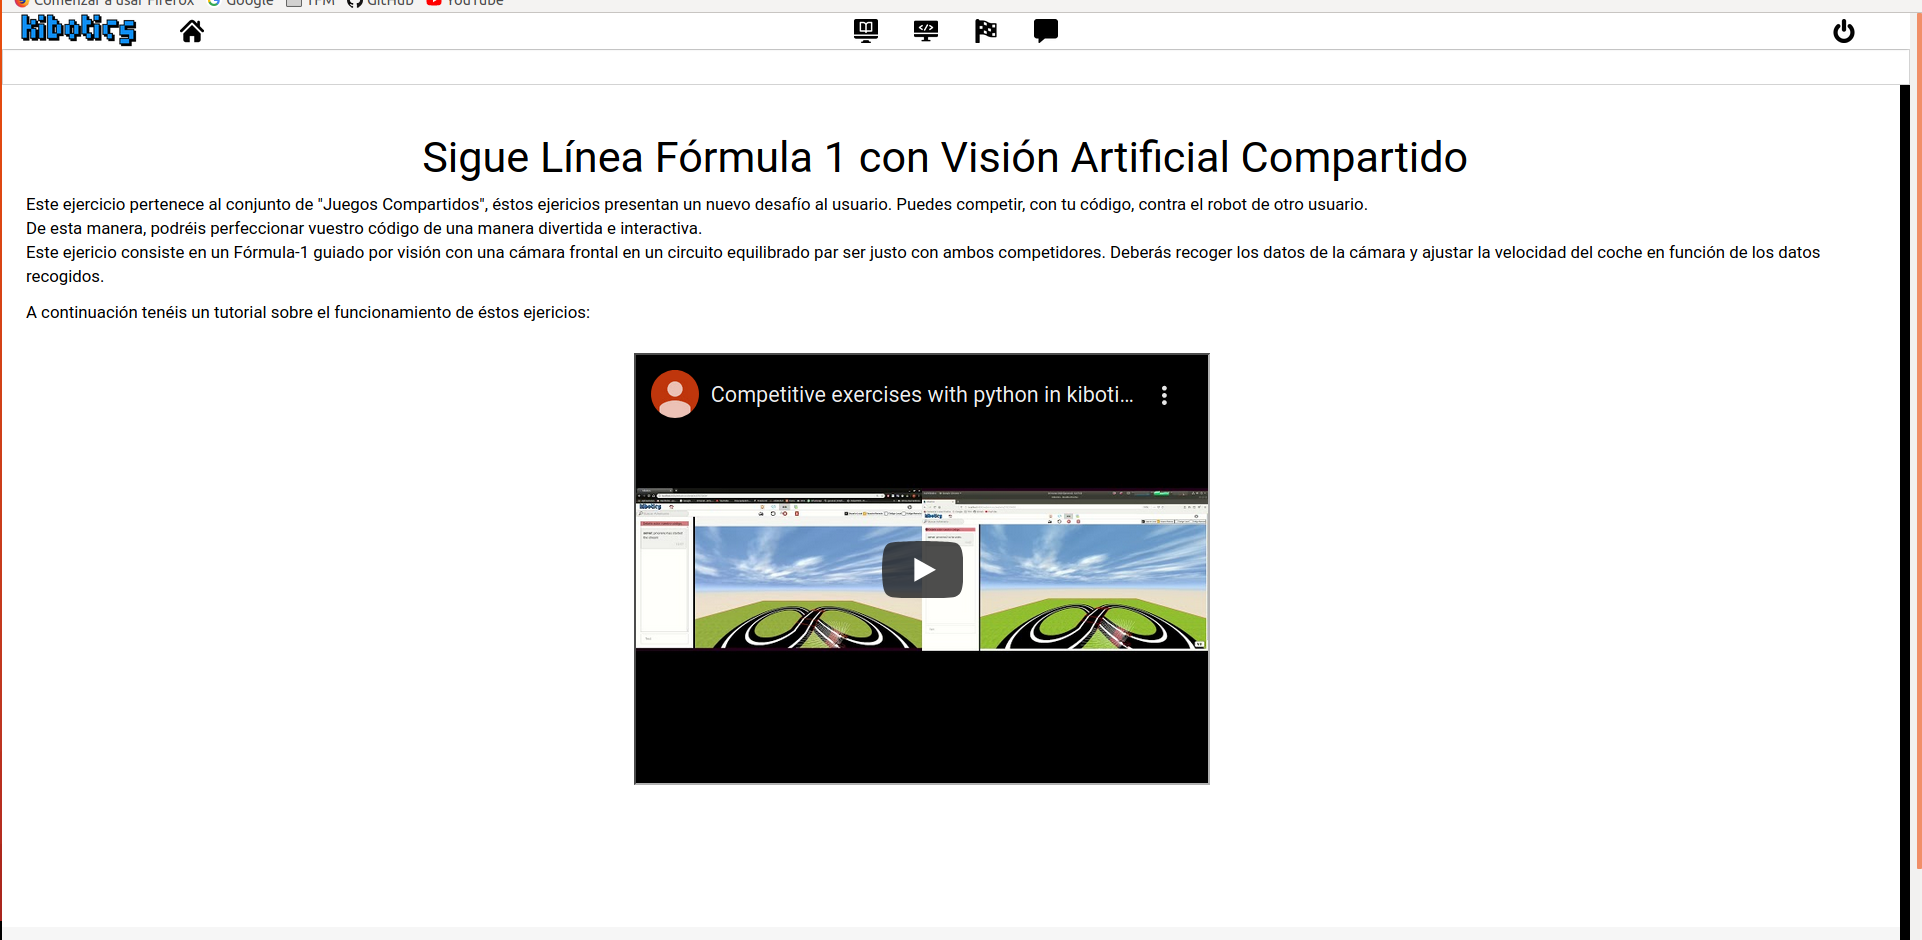 Comenzar a usar Firefox Google TFM GitHub YouTube
kibotics
Sigue Línea Fórmula 1 con Visión Artificial Compartido
Este ejercicio pertenece al conjunto de "Juegos Compartidos", éstos ejericios presentan un nuevo desafío al usuario. Puedes competir, con tu código, contra el robot de otro usuario.
De esta manera, podréis perfeccionar vuestro código de una manera divertida e interactiva.
Este ejericio consiste en un Fórmula-1 guiado por visión con una cámara frontal en un circuito equilibrado par ser justo con ambos competidores. Deberás recoger los datos de la cámara y ajustar la velocidad del coche en función de los datos
recogidos.
A continuación tenéis un tutorial sobre el funcionamiento de éstos ejericios:
Competitive exercises with python in kiboti...
kibotics
kibotics